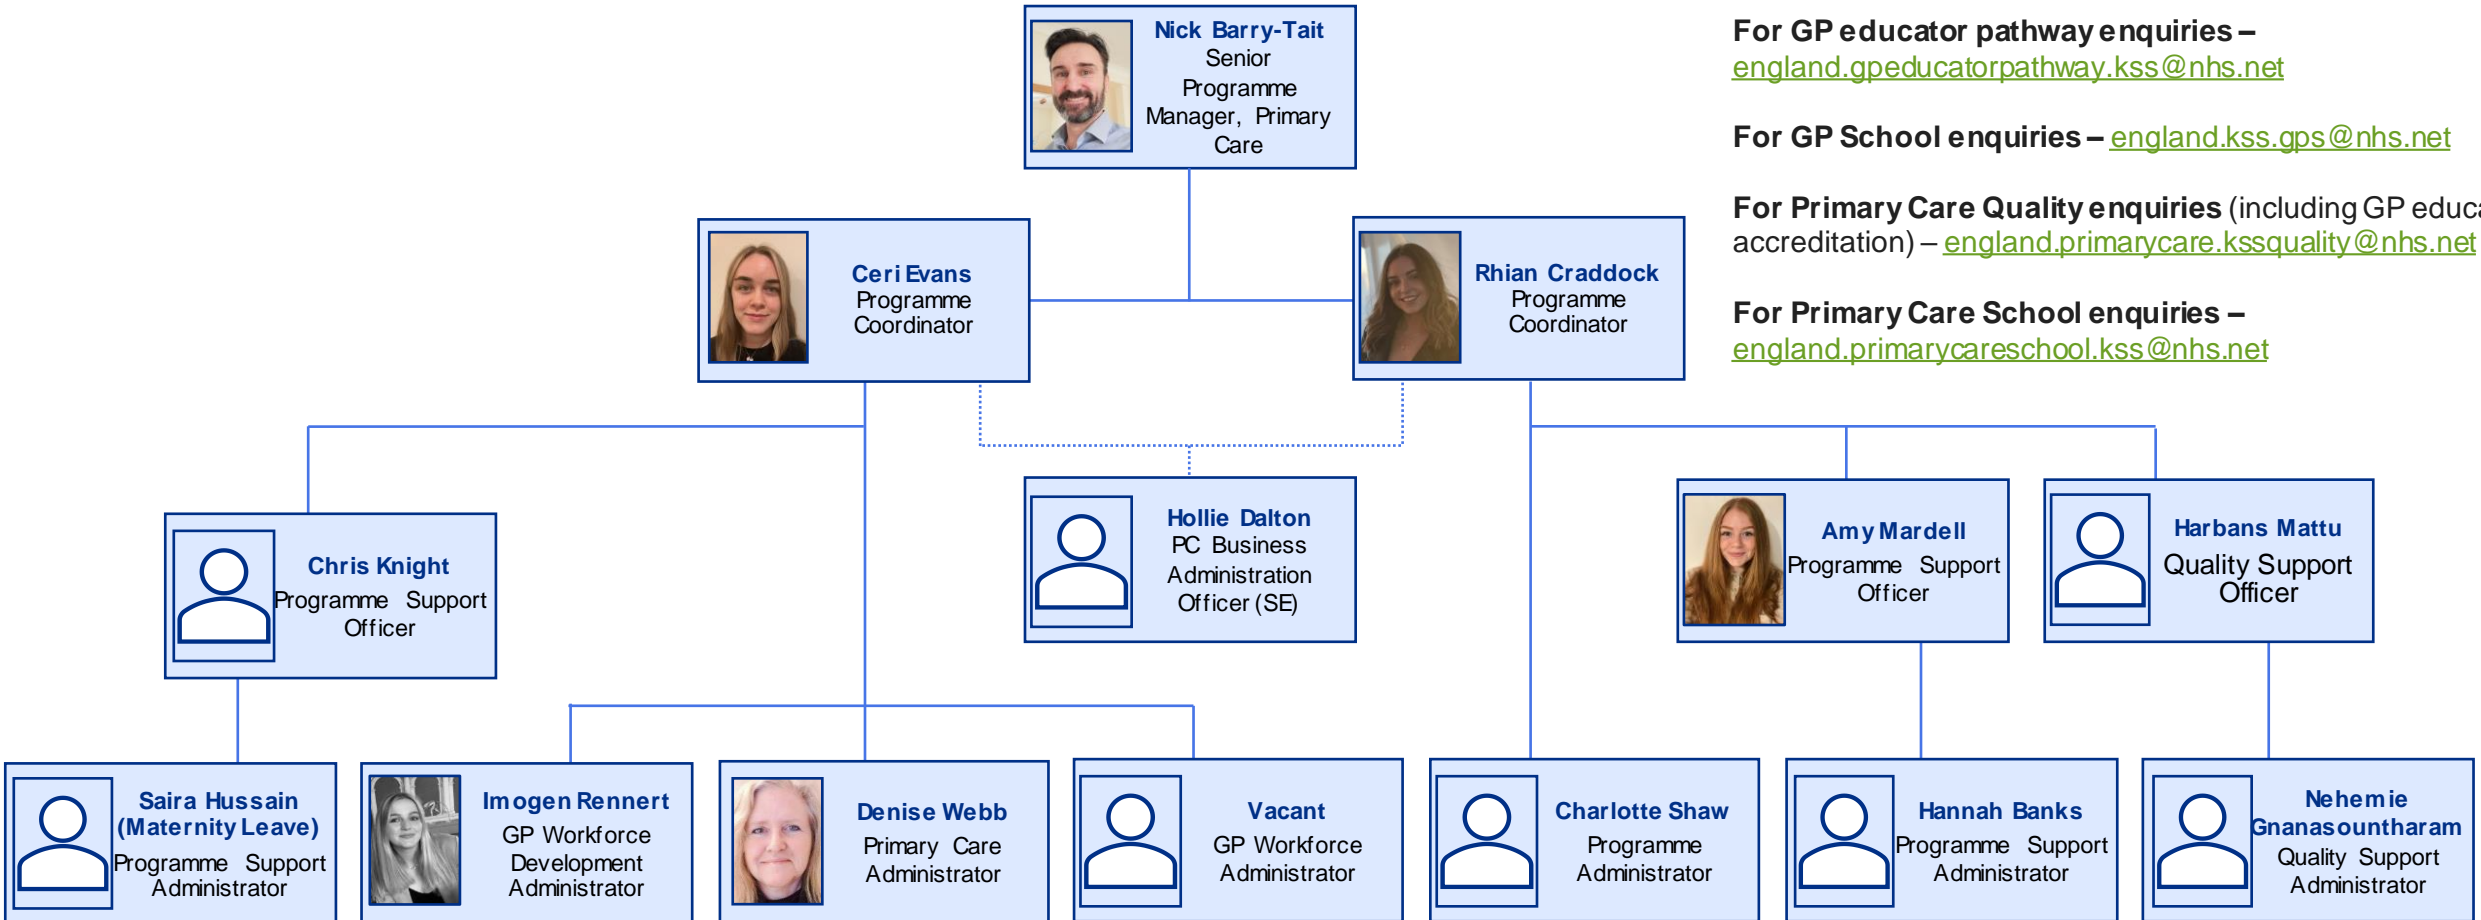 Nick Barry-Tait
Senior
Programme
Manager, Primary
Care
For GP educator pathway enquiries –
england.gpeducatorpathway.kss@nhs.net
For GP School enquiries – england.kss.gps@nhs.net
For Primary Care Quality enquiries (including GP
accreditation) – england.primarycare.kssquality@nhs.net
For Primary Care School enquiries –
england.primarycareschool.kss@nhs.net
Ceri Evans
Programme
Coordinator
Rhian Craddock
Programme
Coordinator
Chris Knight
Programme Support
Officer
Hollie Dalton
PC Business
Administration
Officer (SE)
Amy Mardell
Programme Support
Officer
Harbans Mattu
Quality Support
Officer
Saira Hussain
(Maternity Leave)
Programme Support
Administrator
Imogen Rennert
GP Workforce
Development
Administrator
Denise Webb
Primary Care
Administrator
Vacant
GP Workforce
Administrator
Charlotte Shaw
Programme
Administrator
Hannah Banks
Programme Support
Administrator
Nehemie
Gnanasountharam
Quality Support
Administrator